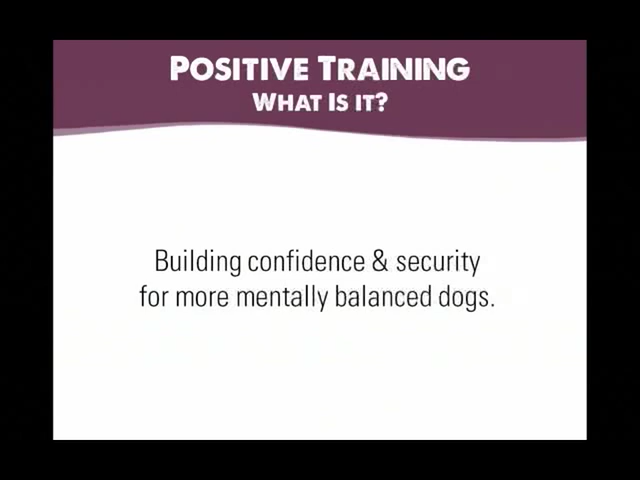 POSITIVE TRAINING
WHAT IS IT?
Building confidence & security
for more mentally balanced dogs.